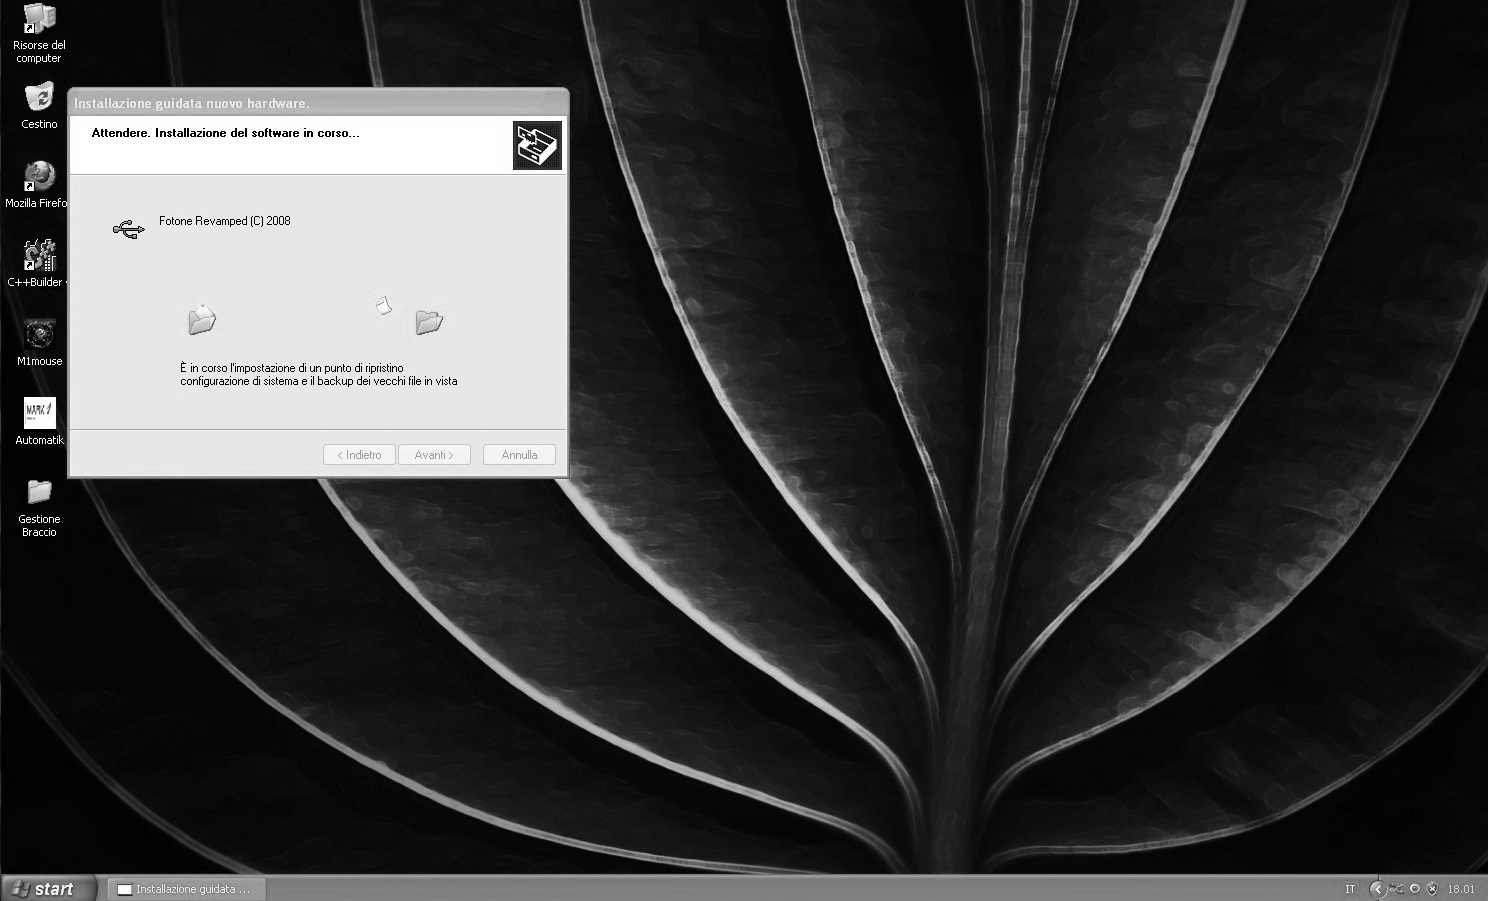 Risorse del
computer
Cestino
Mozilla Firefo
C++Builder
M1mouse
MARK 1
Automatik
Gestione
Braccio
Installazione guidata nuovo hardware.
Attendere. Installazione del software in corso...
Fotone Revamped (C) 2008
È in corso l'impostazione di un punto di ripristino
configurazione di sistema e il backup dei vecchi file in vista
< Indietro
Avanti >
Annulla
start
Installazione guidata ...
IT
18.01